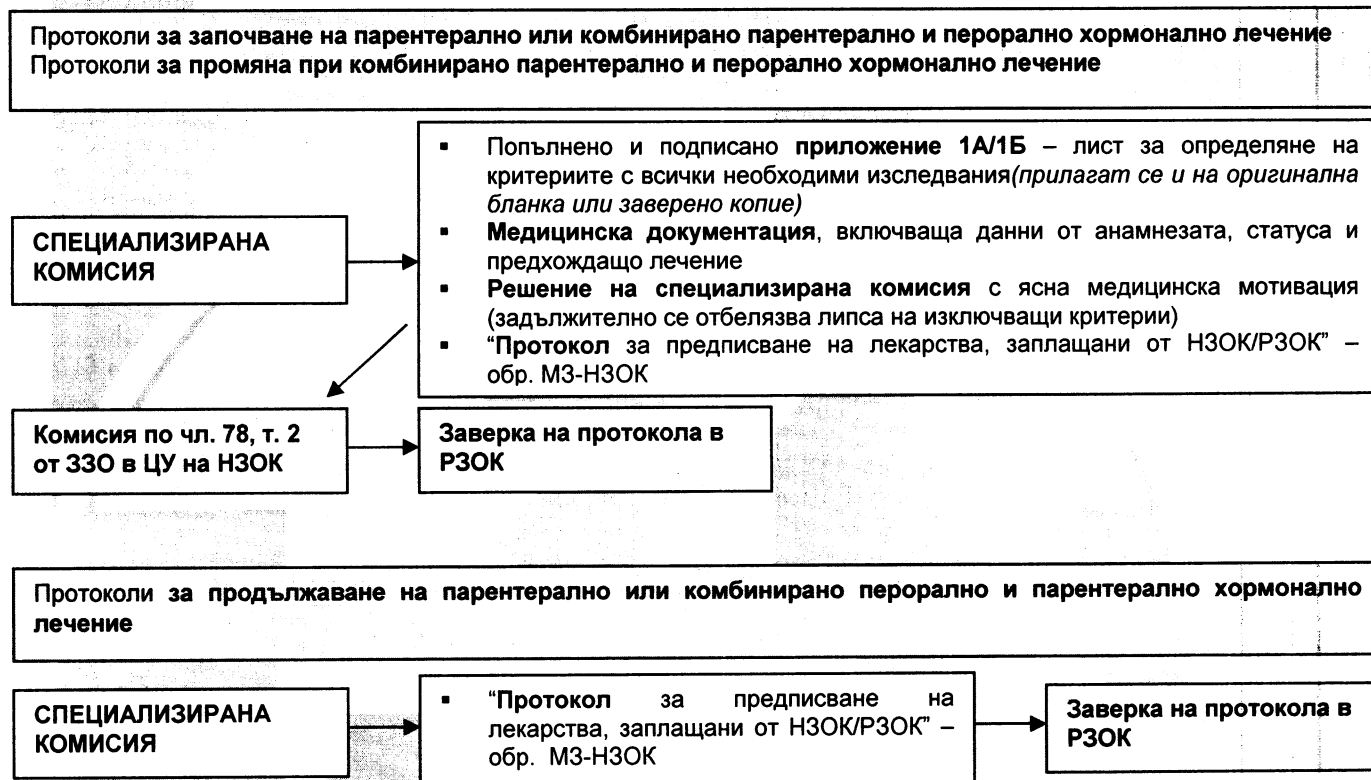 Протоколи за започване на парентерално или комбинирано парентерално и перорално хормонално лечение
Протоколи за промяна при комбинирано парентерално и перорално хормонално лечение
СПЕЦИАЛИЗИРАНА
КОМИСИЯ
▪ Попълнено и подписано приложение 1А/1Б – лист за определяне на
критериите с всички необходими изследвания(прилагат се и на оригинална
бланка или заверено копие)
▪ Медицинска документация, включваща данни от анамнезата, статуса и
предхождащо лечение
▪ Решение на специализирана комисия с ясна медицинска мотивация
(задължително се отбелязва липса на изключващи критерии)
▪ “Протокол за предписване на лекарства, заплащани от НЗОК/РЗОК” –
обр. МЗ-НЗОК
Комисия по чл. 78, т. 2
от ЗЗО в ЦУ на НЗОК
Заверка на протокола в
РЗОК
Протоколи за продължаване на парентерално или комбинирано перорално и парентерално хормонално
лечение
СПЕЦИАЛИЗИРАНА
КОМИСИЯ
▪ “Протокол за предписване на
лекарства, заплащани от НЗОК/РЗОК” –
обр. МЗ-НЗОК
Заверка на протокола в
РЗОК